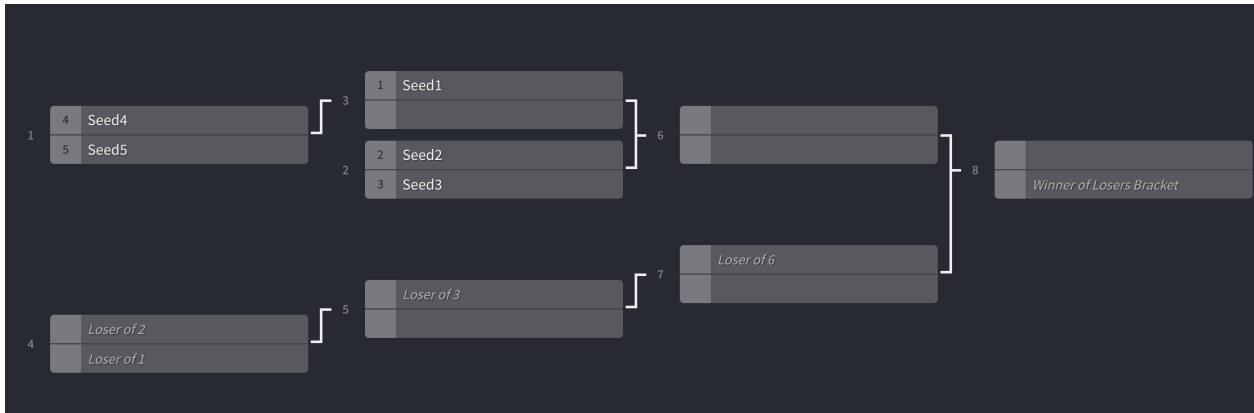 1
4 Seed4
5 Seed5
3
1 Seed1
2
2 Seed2
3 Seed3
6
8
Winner of Losers Bracket
4
Loser of 2
Loser of 1
5
Loser of 3
7
Loser of 6